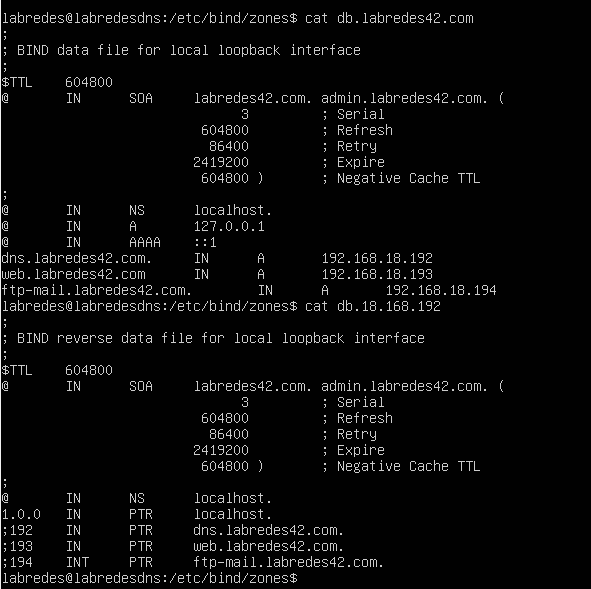 labredes@labredesdns:/etc/bind/zones$ cat db.labredes42.com
;
; BIND data file for local loopback interface
;
$TTL    604800
@       IN      SOA     labredes42.com. admin.labredes42.com. (
                              3         ; Serial
                         604800         ; Refresh
                          86400         ; Retry
                        2419200         ; Expire
                         604800 )       ; Negative Cache TTL
;
@       IN      NS      localhost.
@       IN      A       127.0.0.1
@       IN      AAAA    ::1
dns.labredes42.com.     IN      A       192.168.18.192
web.labredes42.com      IN      A       192.168.18.193
ftp-mail.labredes42.com.        IN      A       192.168.18.194
labredes@labredesdns:/etc/bind/zones$ cat db.18.168.192
;
; BIND reverse data file for local loopback interface
;
$TTL    604800
@       IN      SOA     labredes42.com. admin.labredes42.com. (
                              3         ; Serial
                         604800         ; Refresh
                          86400         ; Retry
                        2419200         ; Expire
                         604800 )       ; Negative Cache TTL
;
@       IN      NS      localhost.
1.0.0   IN      PTR     localhost.
;192    IN      PTR     dns.labredes42.com.
;193    IN      PTR     web.labredes42.com.
;194    INT     PTR     ftp-mail.labredes42.com.
labredes@labredesdns:/etc/bind/zones$